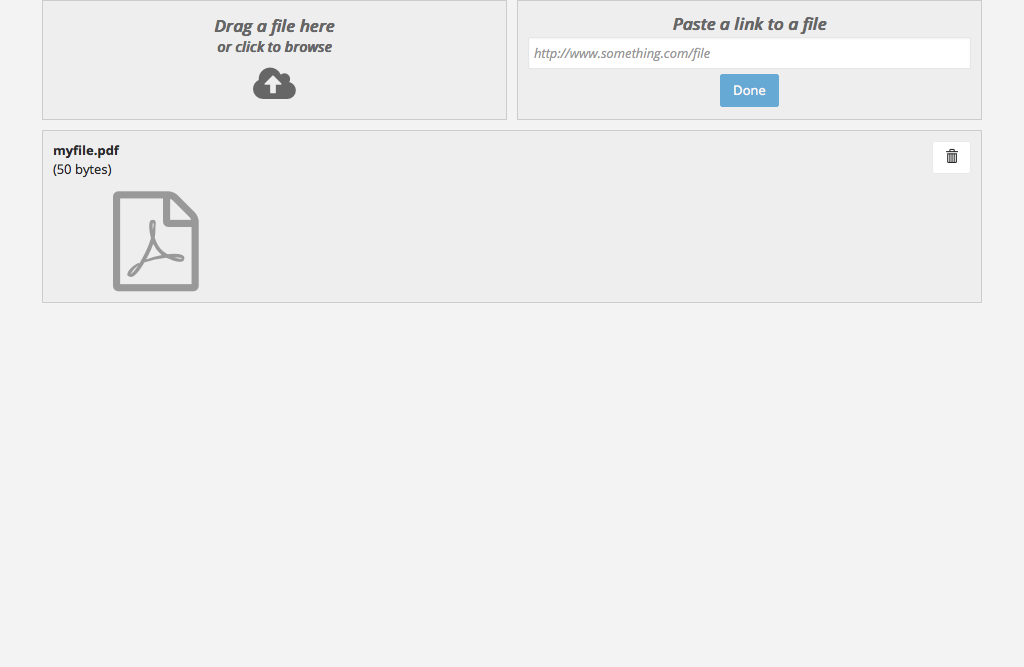 Drag a file here
or click to browse
Paste a link to a file
http://www.something.com/file
Done
myfile.pdf
(50 bytes)